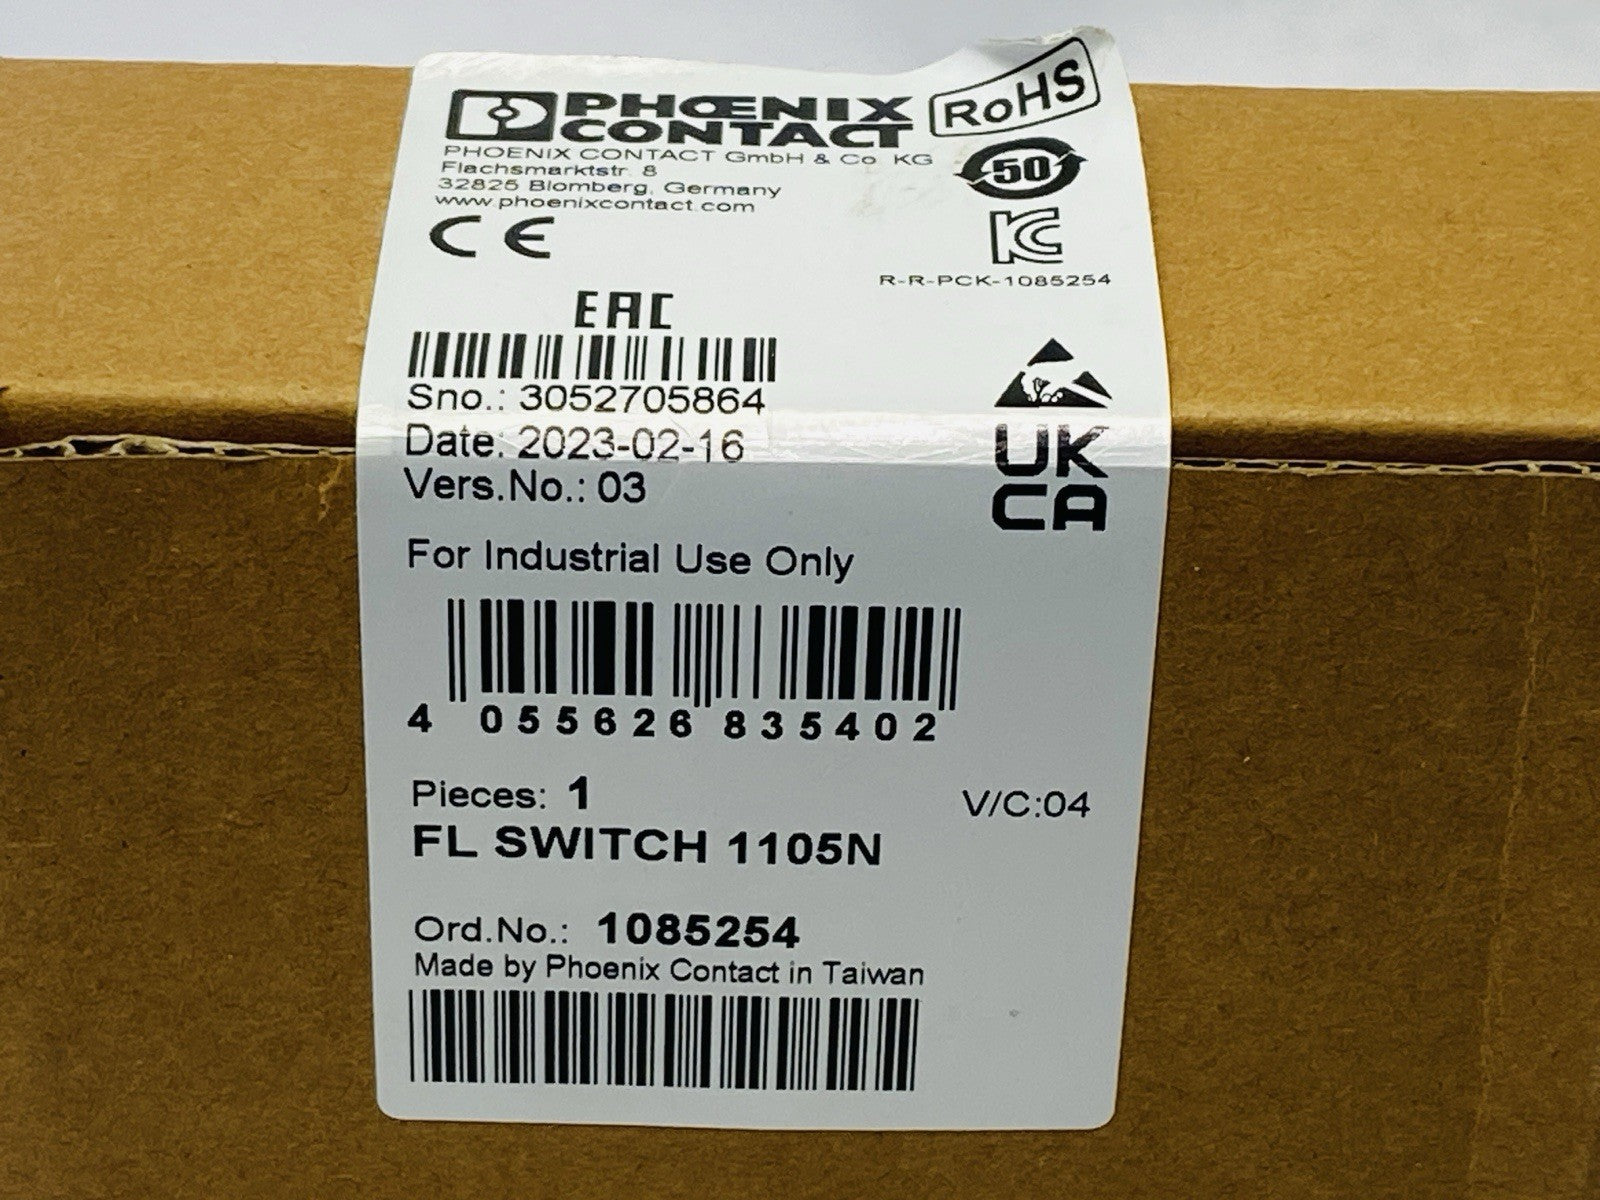 PHŒNIX
CONTACT
RoHS
PHOENIX CONTACT GmbH & Co. KG
Flachsmarktstr. 8
32825 Blomberg, Germany
www.phoenixcontact.com
50
CE
KC
R-R-PCK-1085254
EAC
Sno.: 3052705864
Date: 2023-02-16
Vers.No.: 03
UK
CA
For Industrial Use Only
4 055626 835402
Pieces: 1
V/C:04
FL SWITCH 1105N
Ord.No.: 1085254
Made by Phoenix Contact in Taiwan